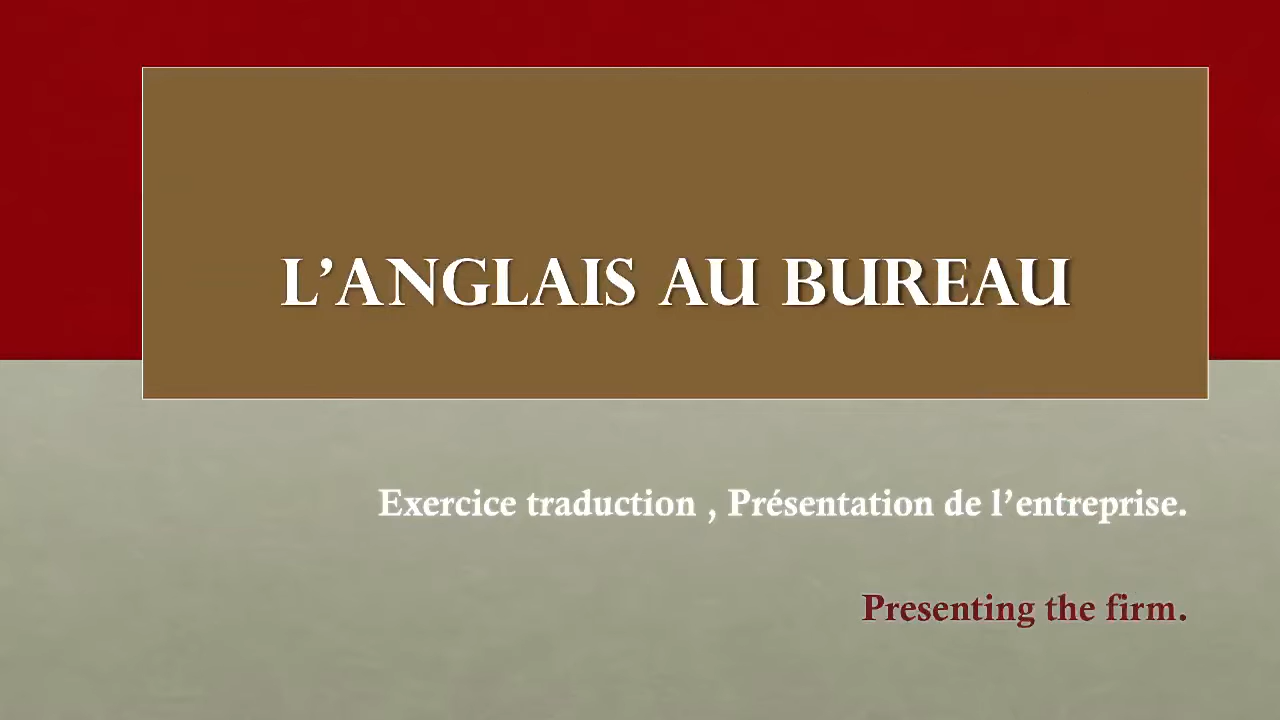 L’ANGLAIS AU BUREAU
Exercice traduction , Présentation de l’entreprise.
Presenting the firm.